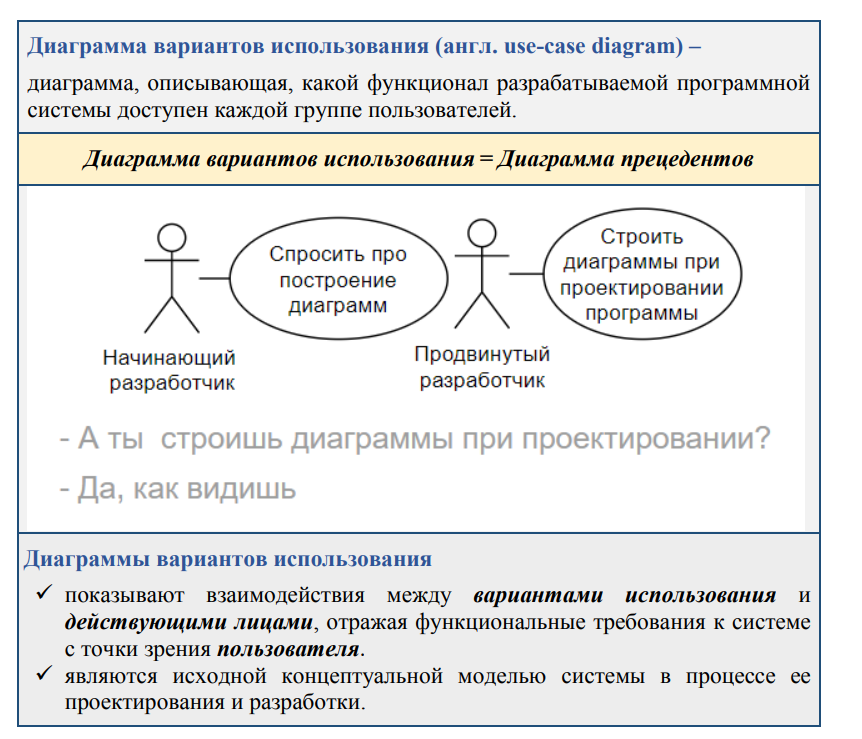 Диаграмма вариантов использования (англ. use-case diagram) –
диаграмма, описывающая, какой функционал разрабатываемой программной
системы доступен каждой группе пользователей.
Диаграмма вариантов использования = Диаграмма прецедентов
Спросить про
построение
диаграмм
Начинающий
разработчик
Строить
диаграммы при
проектировании
программы
Продвинутый
разработчик
- А ты  строишь диаграммы при проектировании?
- Да, как видишь
Диаграммы вариантов использования
✓ показывают взаимодействия между вариантами использования и
действующими лицами, отражая функциональные требования к системе
с точки зрения пользователя.
✓ являются исходной концептуальной моделью системы в процессе ее
проектирования и разработки.